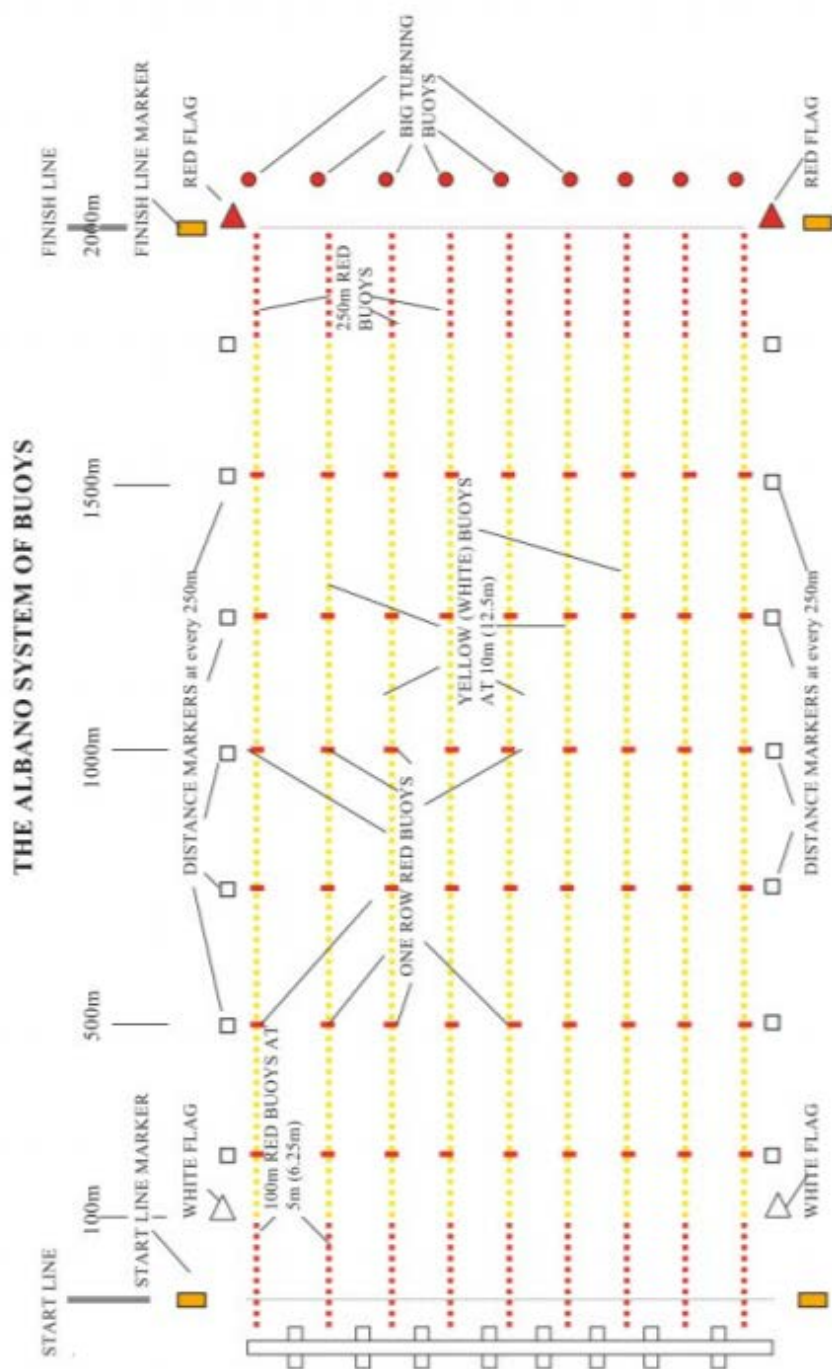 THE ALBANO SYSTEM OF BUOYS
START LINE
100m
500m
1000m
1500m
2000m
FINISH LINE
START LINE MARKER
FINISH LINE MARKER
WHITE FLAG
DISTANCE MARKERS at every 250m
RED FLAG
100m RED BUOYS AT
5m (6.25m)
250m RED
BUOYS
BIG TURNING
BUOYS
ONE ROW RED BUOYS
YELLOW (WHITE) BUOYS
AT 10m (12.5m)
WHITE FLAG
DISTANCE MARKERS at every 250m
RED FLAG